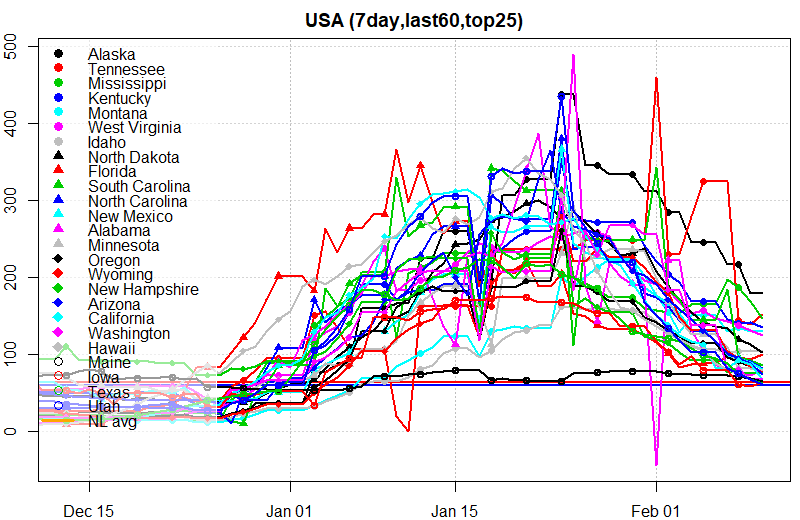 USA (7day,last60,top25)
500
400
300
200
100
0
Alaska
Tennessee
Mississippi
Kentucky
Montana
West Virginia
Idaho
North Dakota
Florida
South Carolina
North Carolina
New Mexico
Alabama
Minnesota
Oregon
Wyoming
New Hampshire
Arizona
California
Washington
Hawaii
Maine
Iowa
Texas
Utah
NL avg
Dec 15
Jan 01
Jan 15
Feb 01